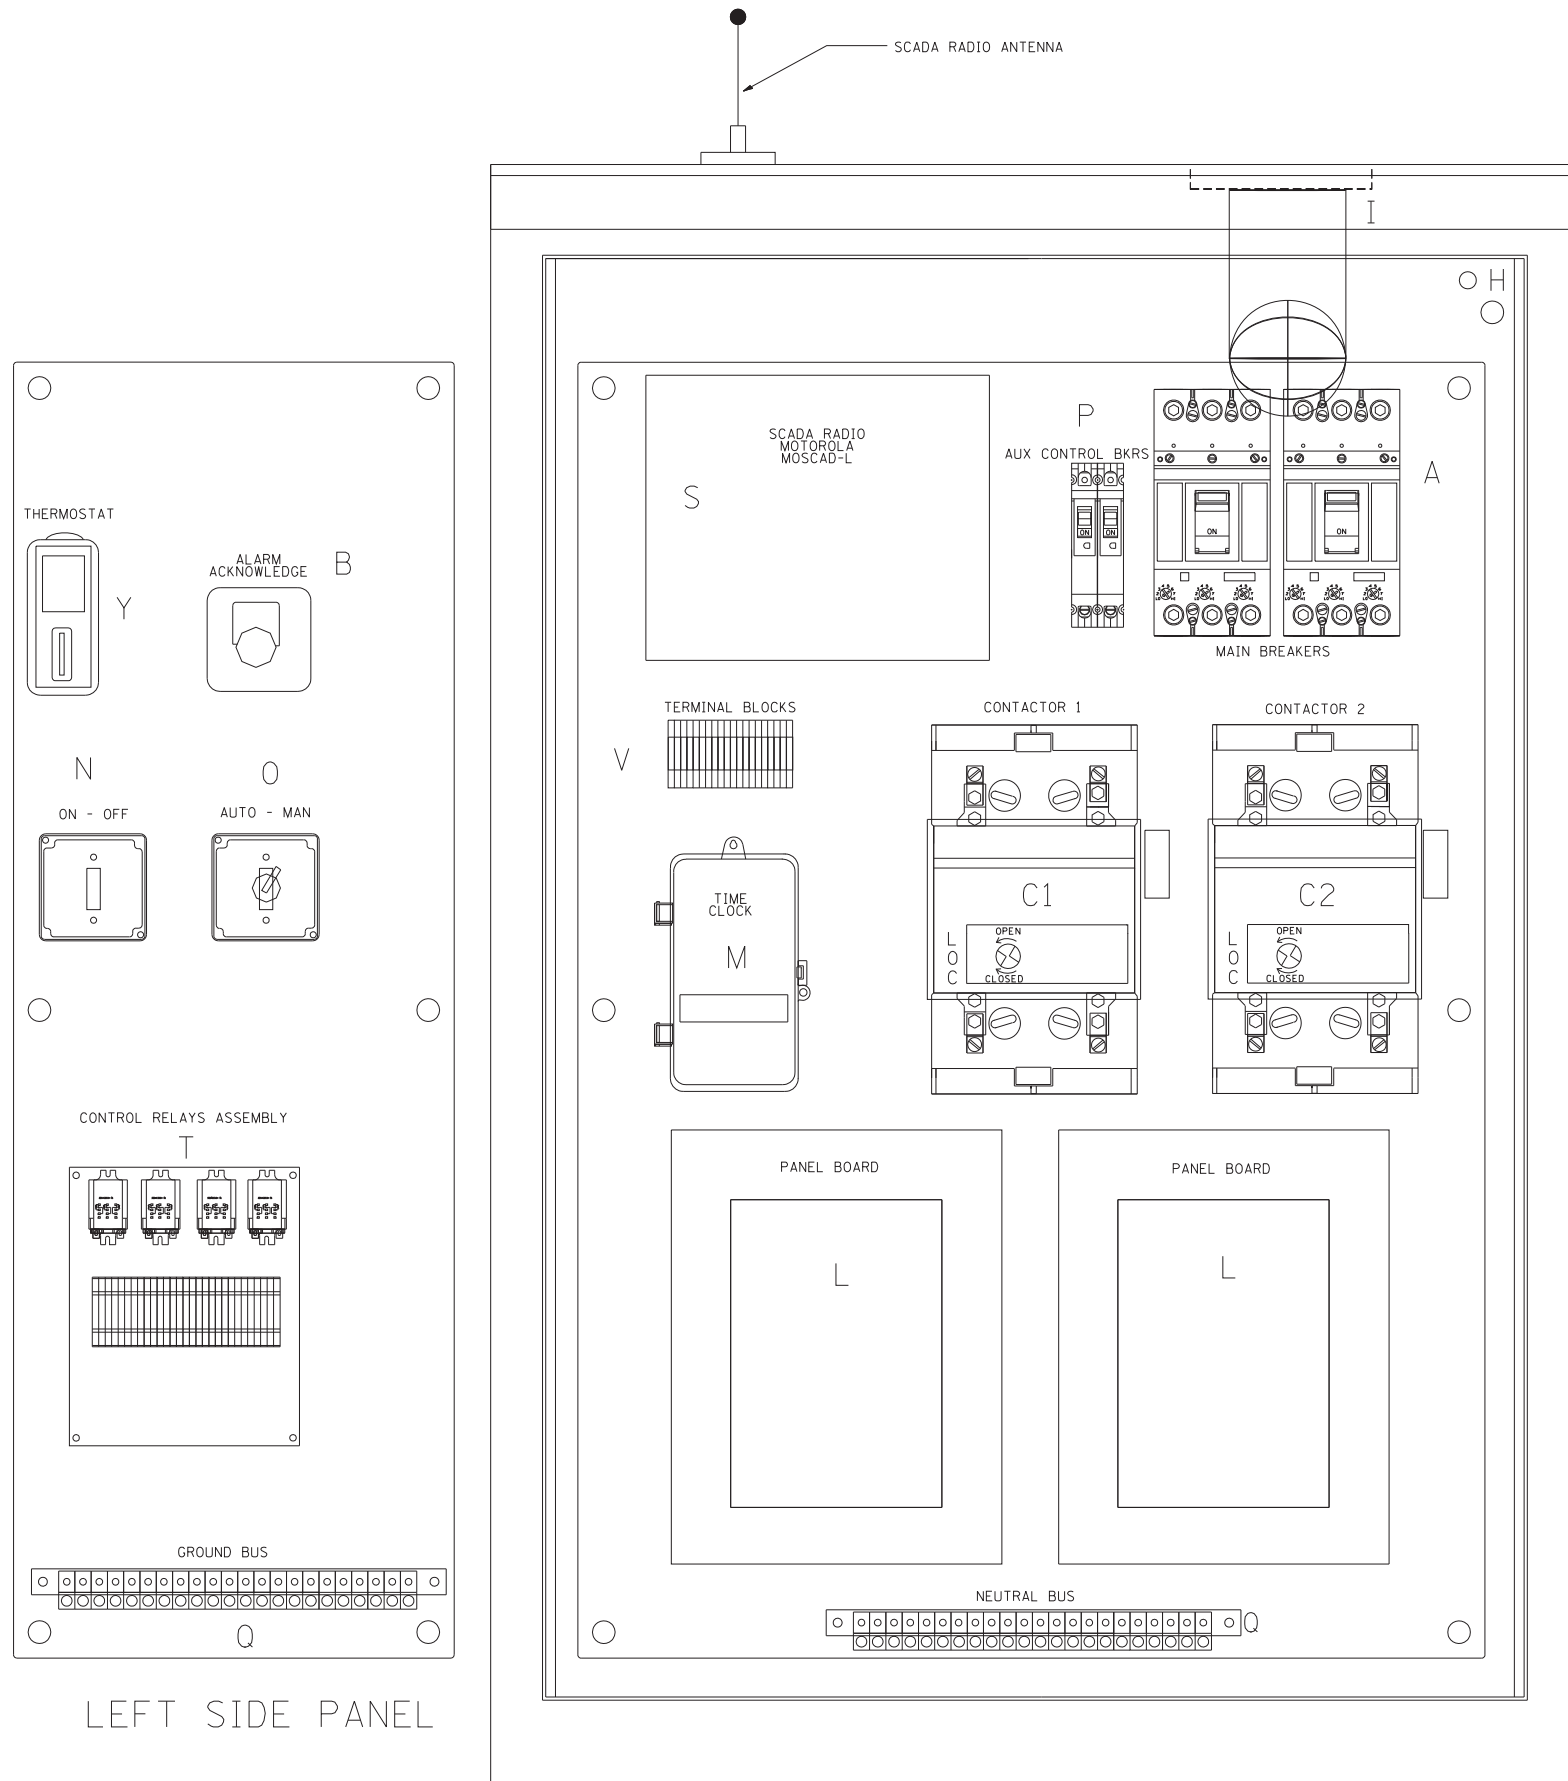 SCADA RADIO ANTENNA
I
H
SCADA RADIO
MOTOROLA
MOSCAD-L
S
P
AUX CONTROL BKRS
ON
ON
ON
ON
A
MAIN BREAKERS
THERMOSTAT
Y
ALARM
ACKNOWLEDGE
B
N
O
ON - OFF
AUTO - MAN
TERMINAL BLOCKS
V
CONTACTOR 1
CONTACTOR 2
TIME
CLOCK
M
C1
L
O
C
OPEN
CLOSED
C2
L
O
C
OPEN
CLOSED
CONTROL RELAYS ASSEMBLY
T
PANEL BOARD
L
PANEL BOARD
L
GROUND BUS
Q
NEUTRAL BUS
Q
LEFT SIDE PANEL